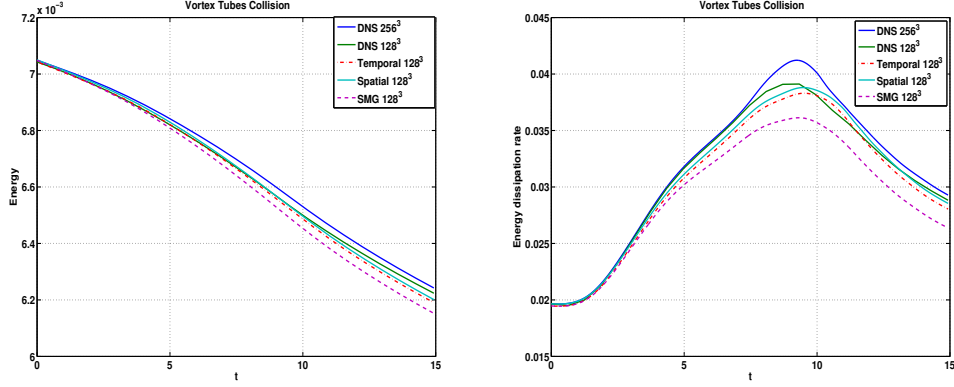 Vortex Tubes Collision
x 10⁻³
7.2
7
6.8
6.6
6.4
6.2
6
0
5
10
15
Energy
t
DNS 256³
DNS 128³
Temporal 128³
Spatial 128³
SMG 128³
Vortex Tubes Collision
0.045
0.04
0.035
0.03
0.025
0.02
0.015
0
5
10
15
Energy dissipation rate
t
DNS 256³
DNS 128³
Temporal 128³
Spatial 128³
SMG 128³